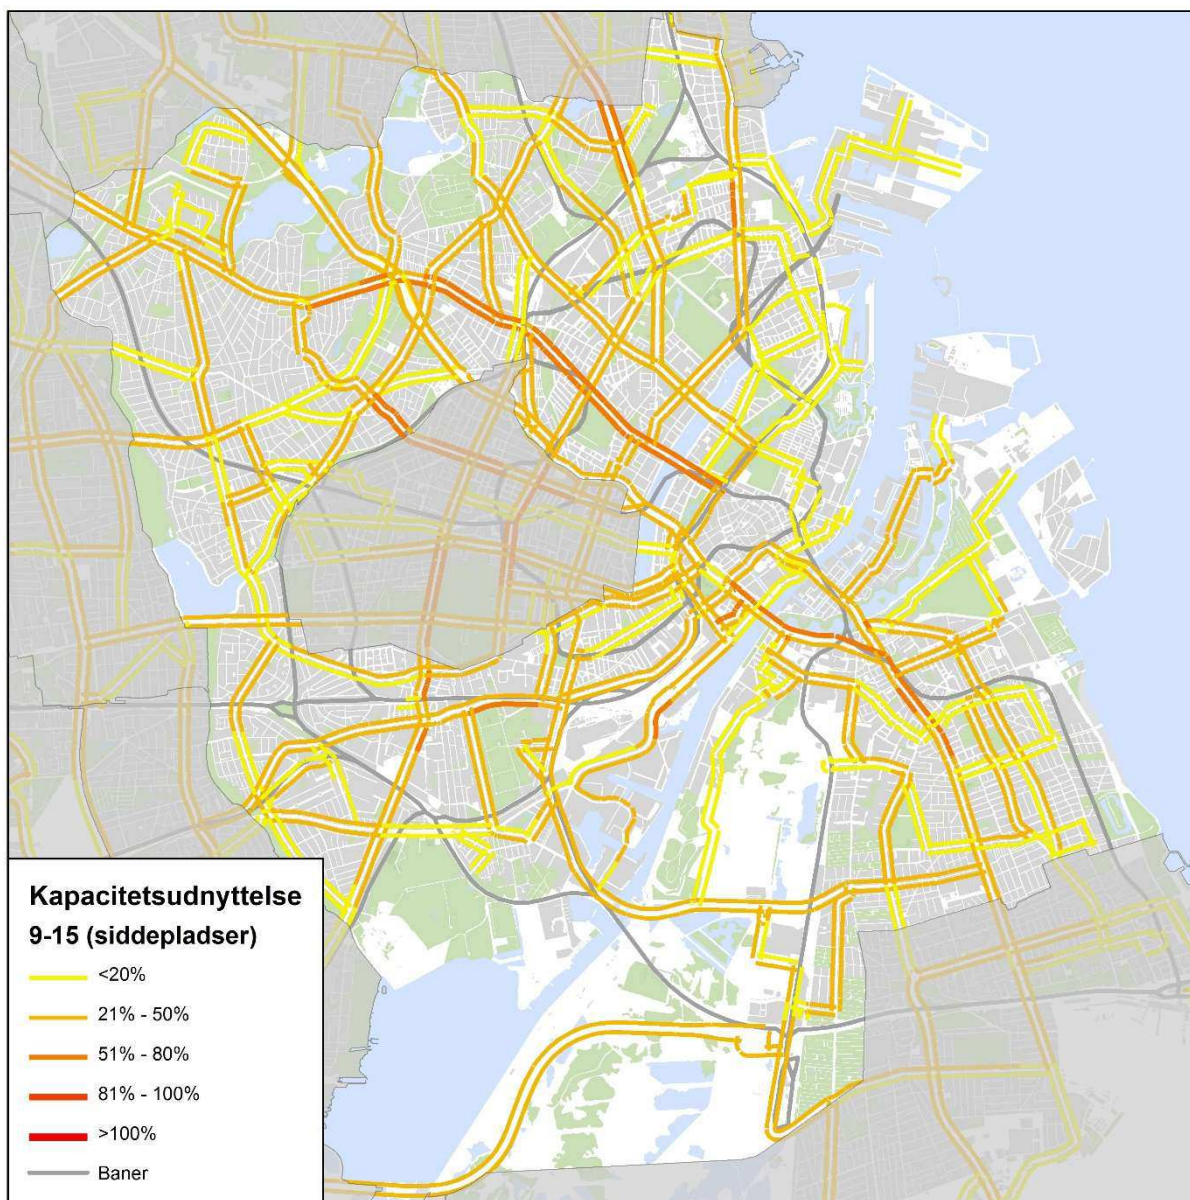 Kapacitetsudnyttelse
9-15 (siddepladser)
<20%
21% - 50%
51% - 80%
81% - 100%
>100%
Baner